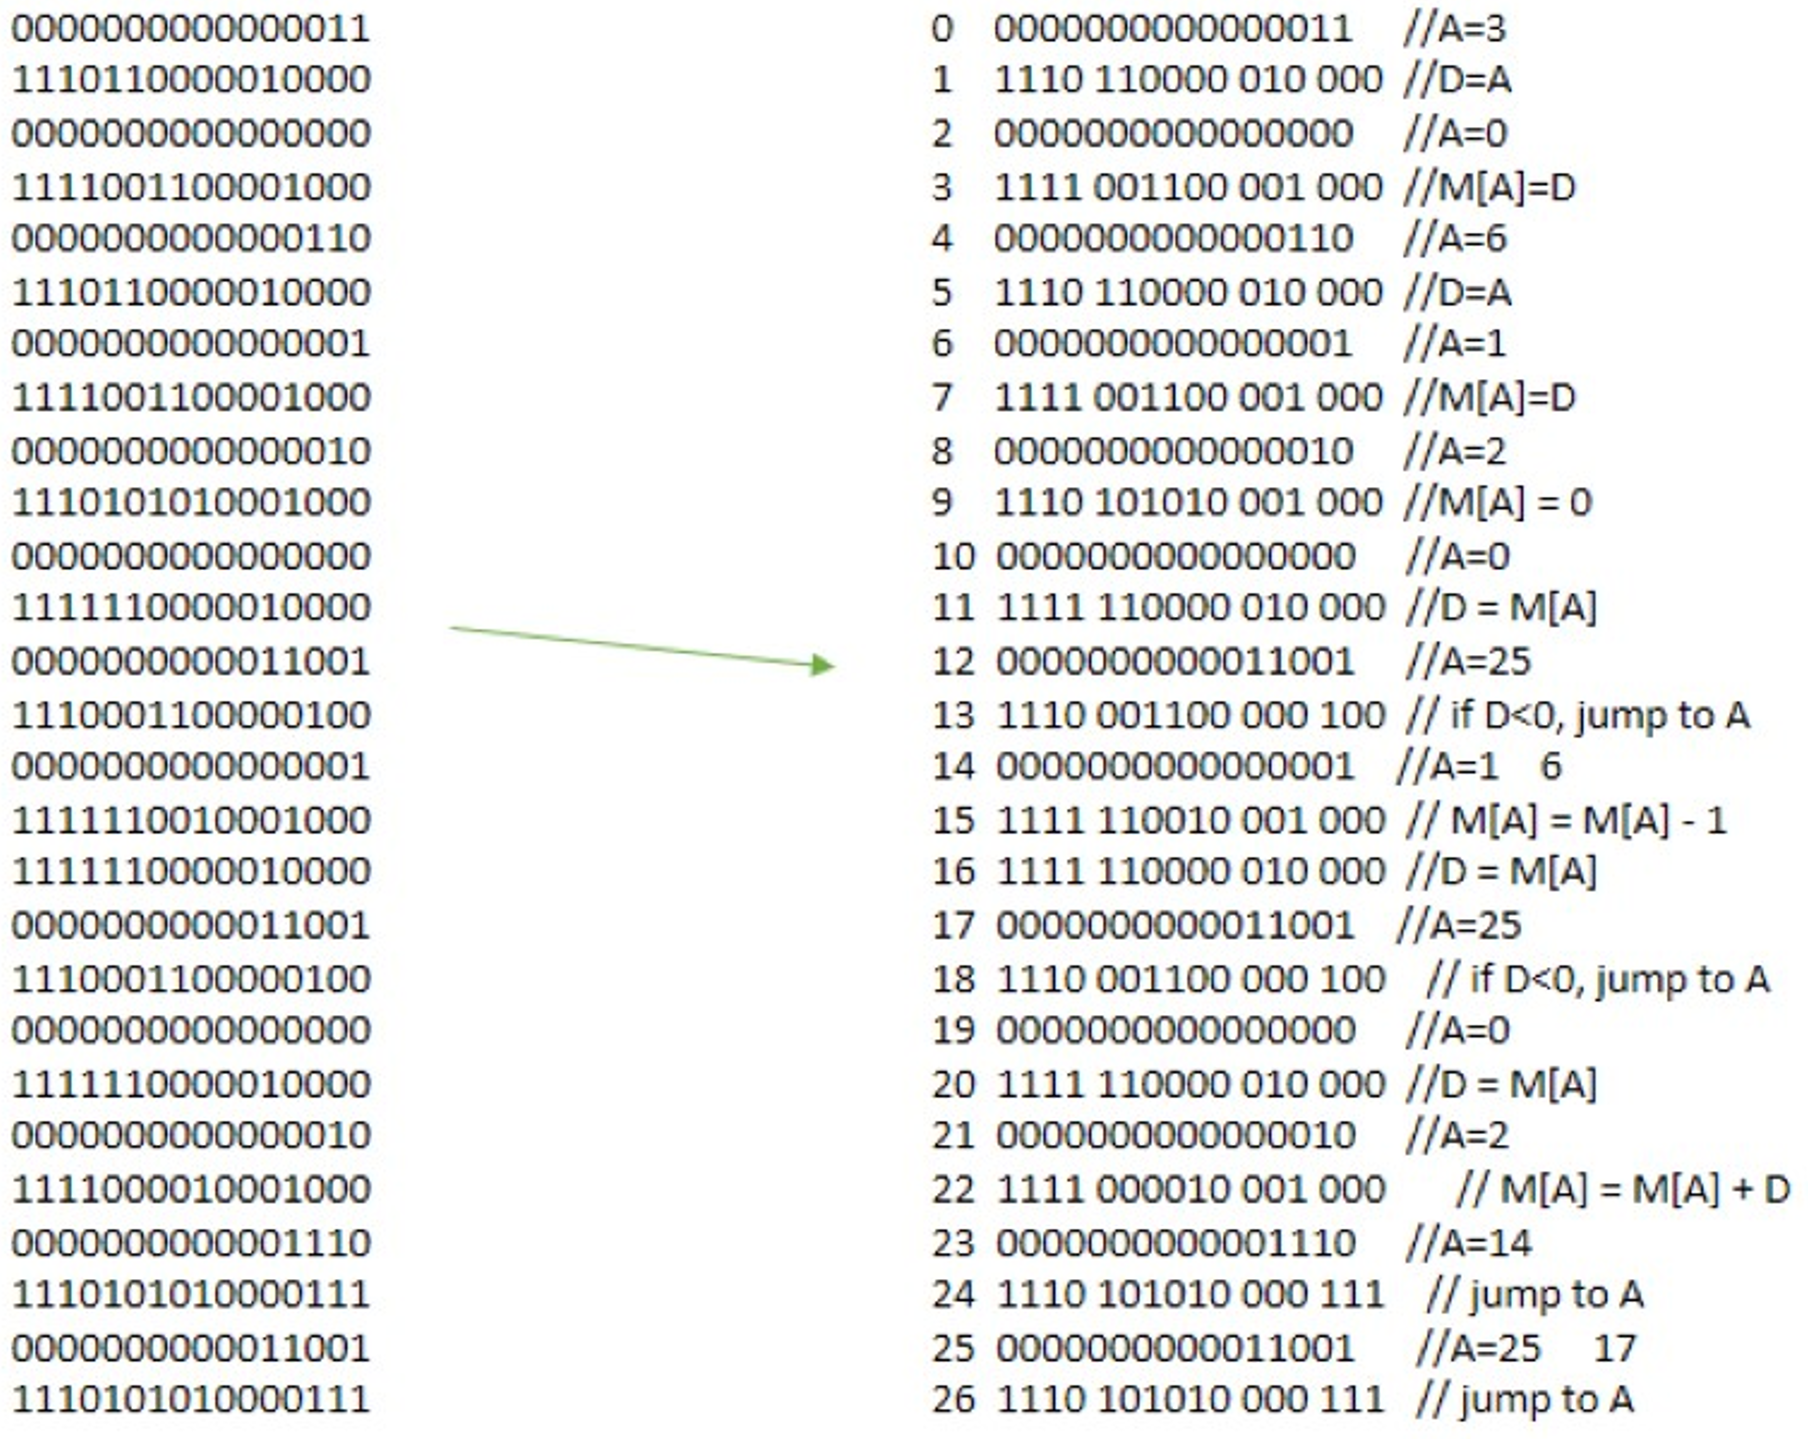 0000000000000011
1110110000010000
0000000000000000
1111001100001000
0000000000000110
1110110000010000
0000000000000001
1111001100001000
0000000000000010
1110101010001000
0000000000000000
1111110000010000
0000000000011001
1110001100000100
0000000000000001
1111110010001000
1111110000010000
0000000000011001
1110001100000100
0000000000000000
1111110000010000
0000000000000010
1111000010001000
0000000000001110
1110101010000111
0000000000011001
1110101010000111
0 0000000000000011 //A=3
1 1110 110000 010 000 //D=A
2 0000000000000000 //A=0
3 1111 001100 001 000 //M[A]=D
4 0000000000000110 //A=6
5 1110 110000 010 000 //D=A
6 0000000000000001 //A=1
7 1111 001100 001 000 //M[A]=D
8 0000000000000010 //A=2
9 1110 101010 001 000 //M[A] = 0
10 0000000000000000 //A=0
11 1111 110000 010 000 //D = M[A]
12 0000000000011001 //A=25
13 1110 001100 000 100 // if D<0, jump to A
14 0000000000000001 //A=1 6
15 1111 110010 001 000 // M[A] = M[A] - 1
16 1111 110000 010 000 //D = M[A]
17 0000000000011001 //A=25
18 1110 001100 000 100 // if D<0, jump to A
19 0000000000000000 //A=0
20 1111 110000 010 000 //D = M[A]
21 0000000000000010 //A=2
22 1111 000010 001 000 // M[A] = M[A] + D
23 0000000000001110 //A=14
24 1110 101010 000 111 // jump to A
25 0000000000011001 //A=25 17
26 1110 101010 000 111 // jump to A